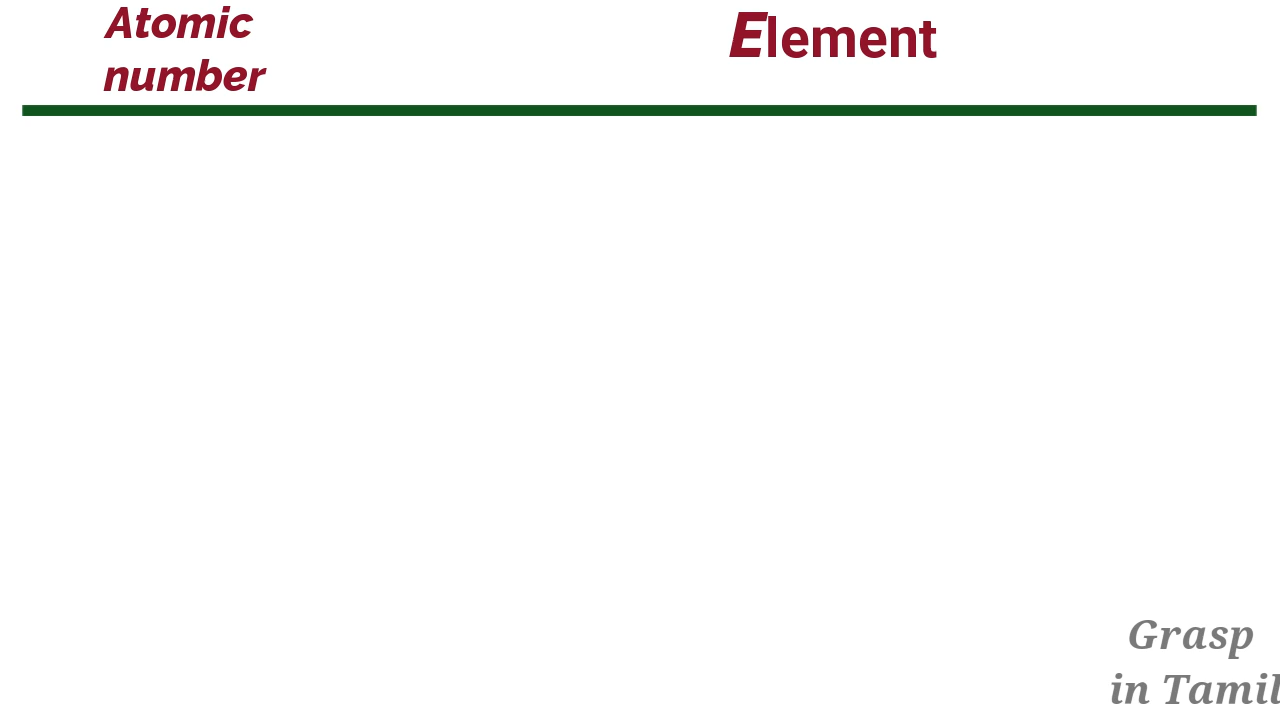 Atomic
number
Element
Grasp
in Tamil